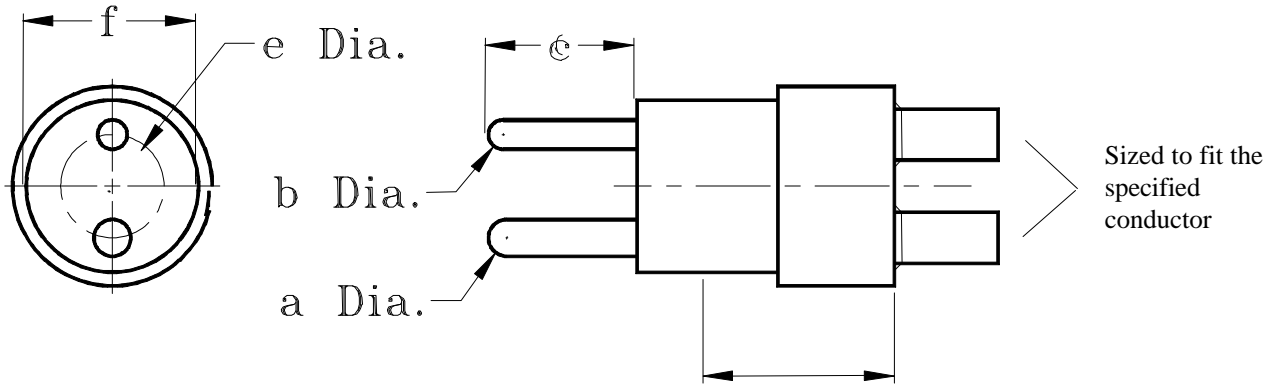 f
e Dia.
c
b Dia.
a Dia.
Sized to fit the
specified
conductor